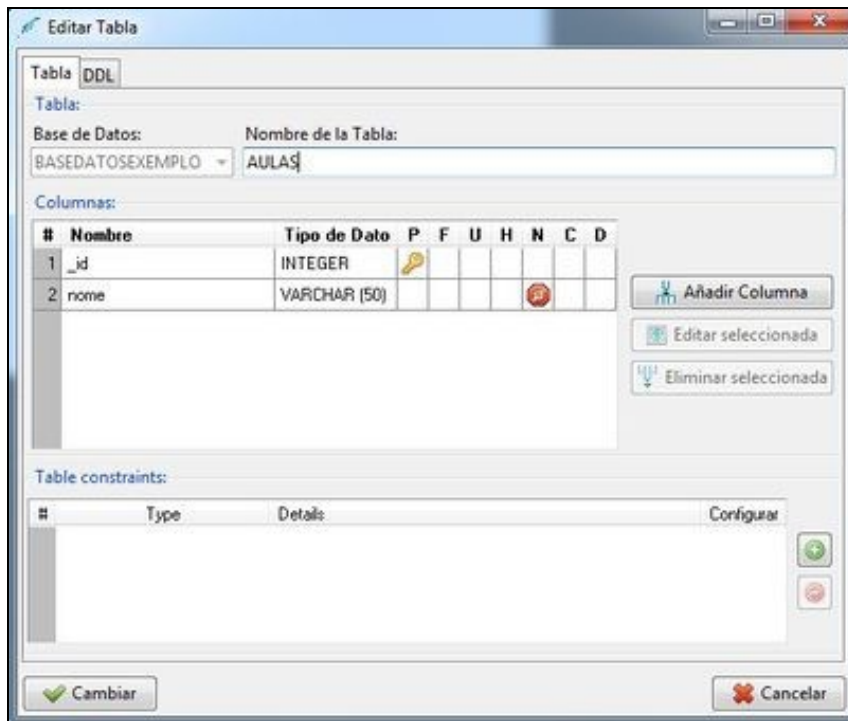 Editar Tabla
Tabla DDL
Tabla:
Base de Datos: Nombre de la Tabla:
BASEDATOSEXEMPLO AULAS
Columnas:
# Nombre Tipo de Dato P F U H N C D
1 _id INTEGER
2 nome VARCHAR (50)
Añadir Columna
Editar seleccionada
Eliminar seleccionada
Table constraints:
# Type Details Configurar
Cambiar Cancelar